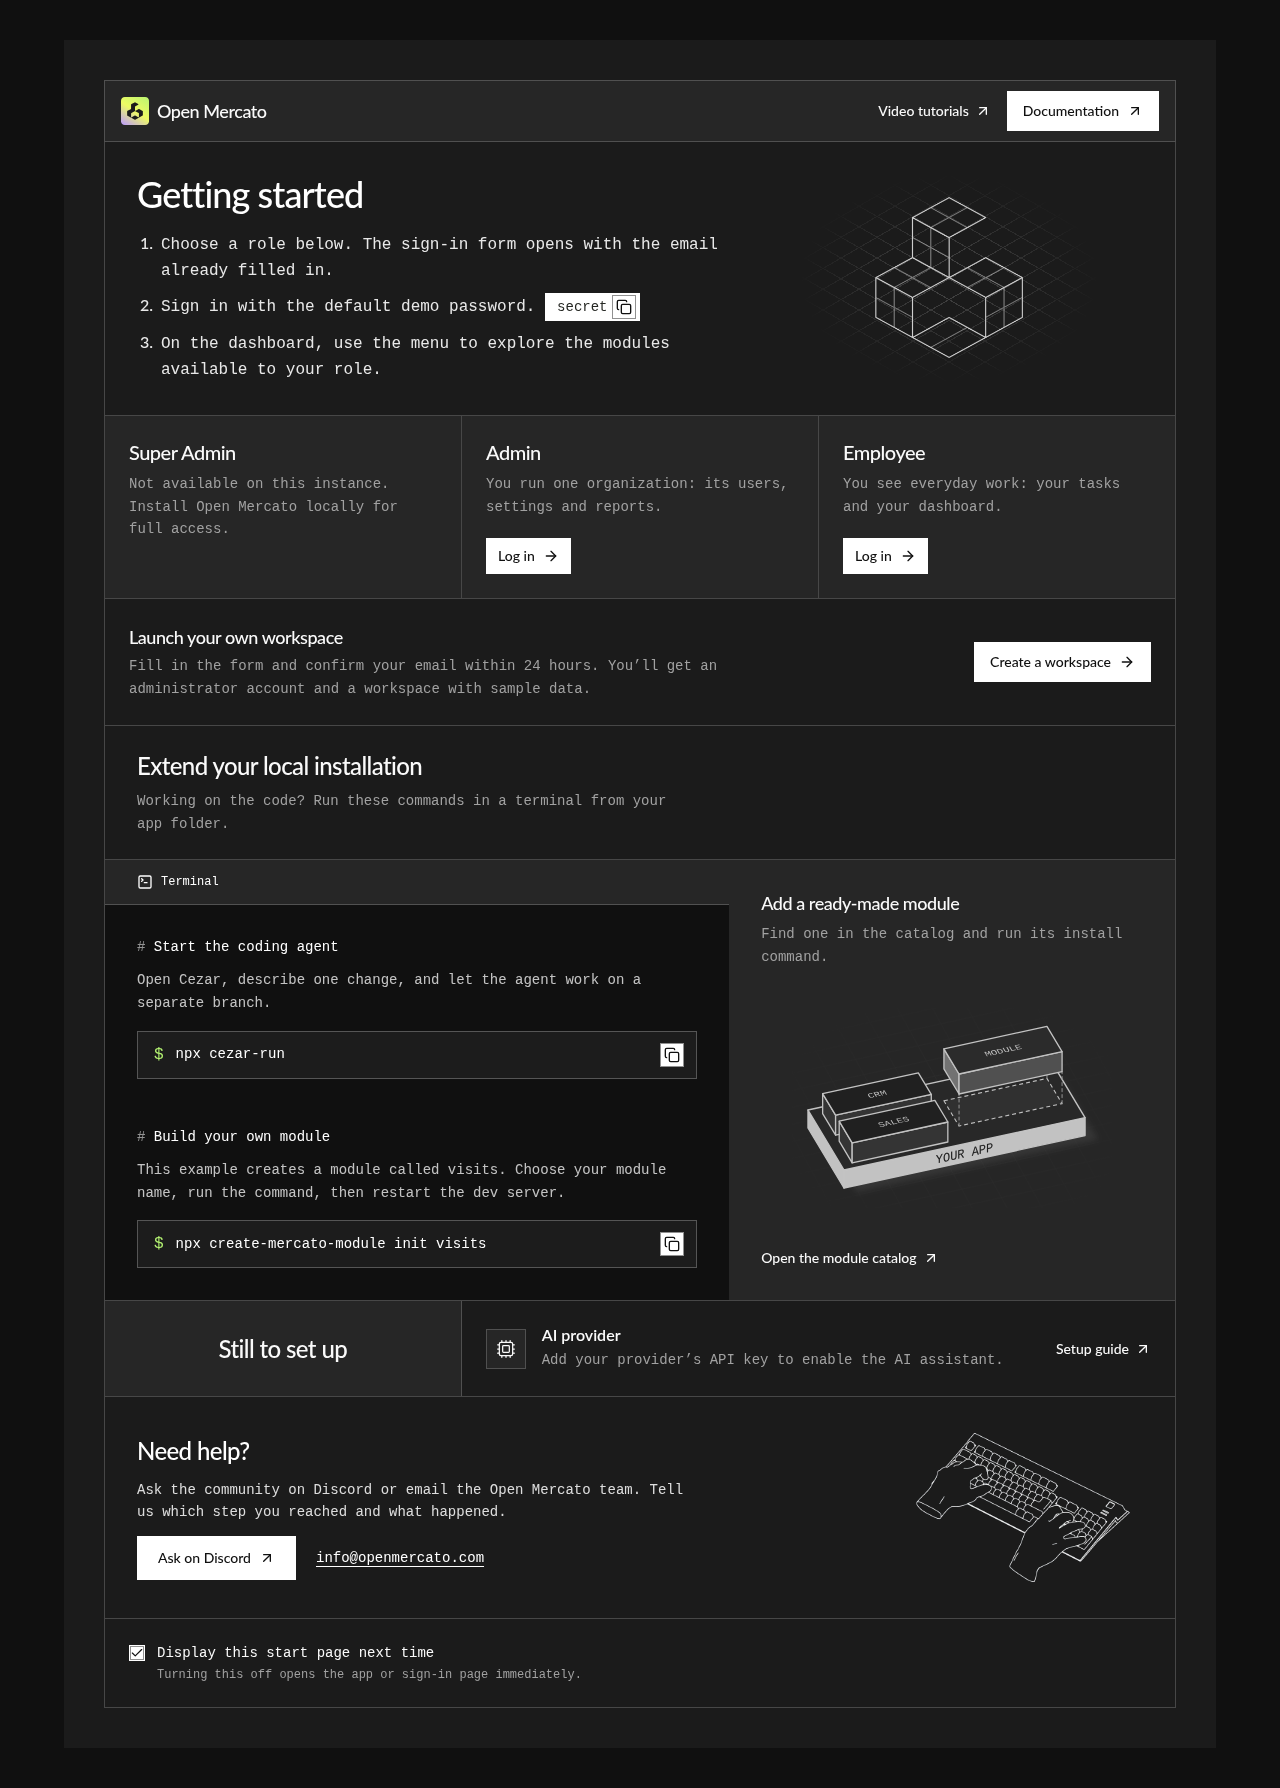 Open Mercato
Video tutorials
Documentation
Getting started
1. Choose a role below. The sign-in form opens with the email
already filled in.
2. Sign in with the default demo password. secret
3. On the dashboard, use the menu to explore the modules
available to your role.
Super Admin
Not available on this instance.
Install Open Mercato locally for
full access.
Admin
You run one organization: its users,
settings and reports.
Log in
Employee
You see everyday work: your tasks
and your dashboard.
Log in
Launch your own workspace
Fill in the form and confirm your email within 24 hours. You’ll get an
administrator account and a workspace with sample data.
Create a workspace
Extend your local installation
Working on the code? Run these commands in a terminal from your
app folder.
Terminal
# Start the coding agent
Open Cezar, describe one change, and let the agent work on a
separate branch.
$ npx cezar-run
# Build your own module
This example creates a module called visits. Choose your module
name, run the command, then restart the dev server.
$ npx create-mercato-module init visits
Add a ready-made module
Find one in the catalog and run its install
command.
MODULE
CRM
SALES
YOUR APP
Open the module catalog
Still to set up
AI provider
Add your provider’s API key to enable the AI assistant.
Setup guide
Need help?
Ask the community on Discord or email the Open Mercato team. Tell
us which step you reached and what happened.
Ask on Discord
info@openmercato.com
Display this start page next time
Turning this off opens the app or sign-in page immediately.